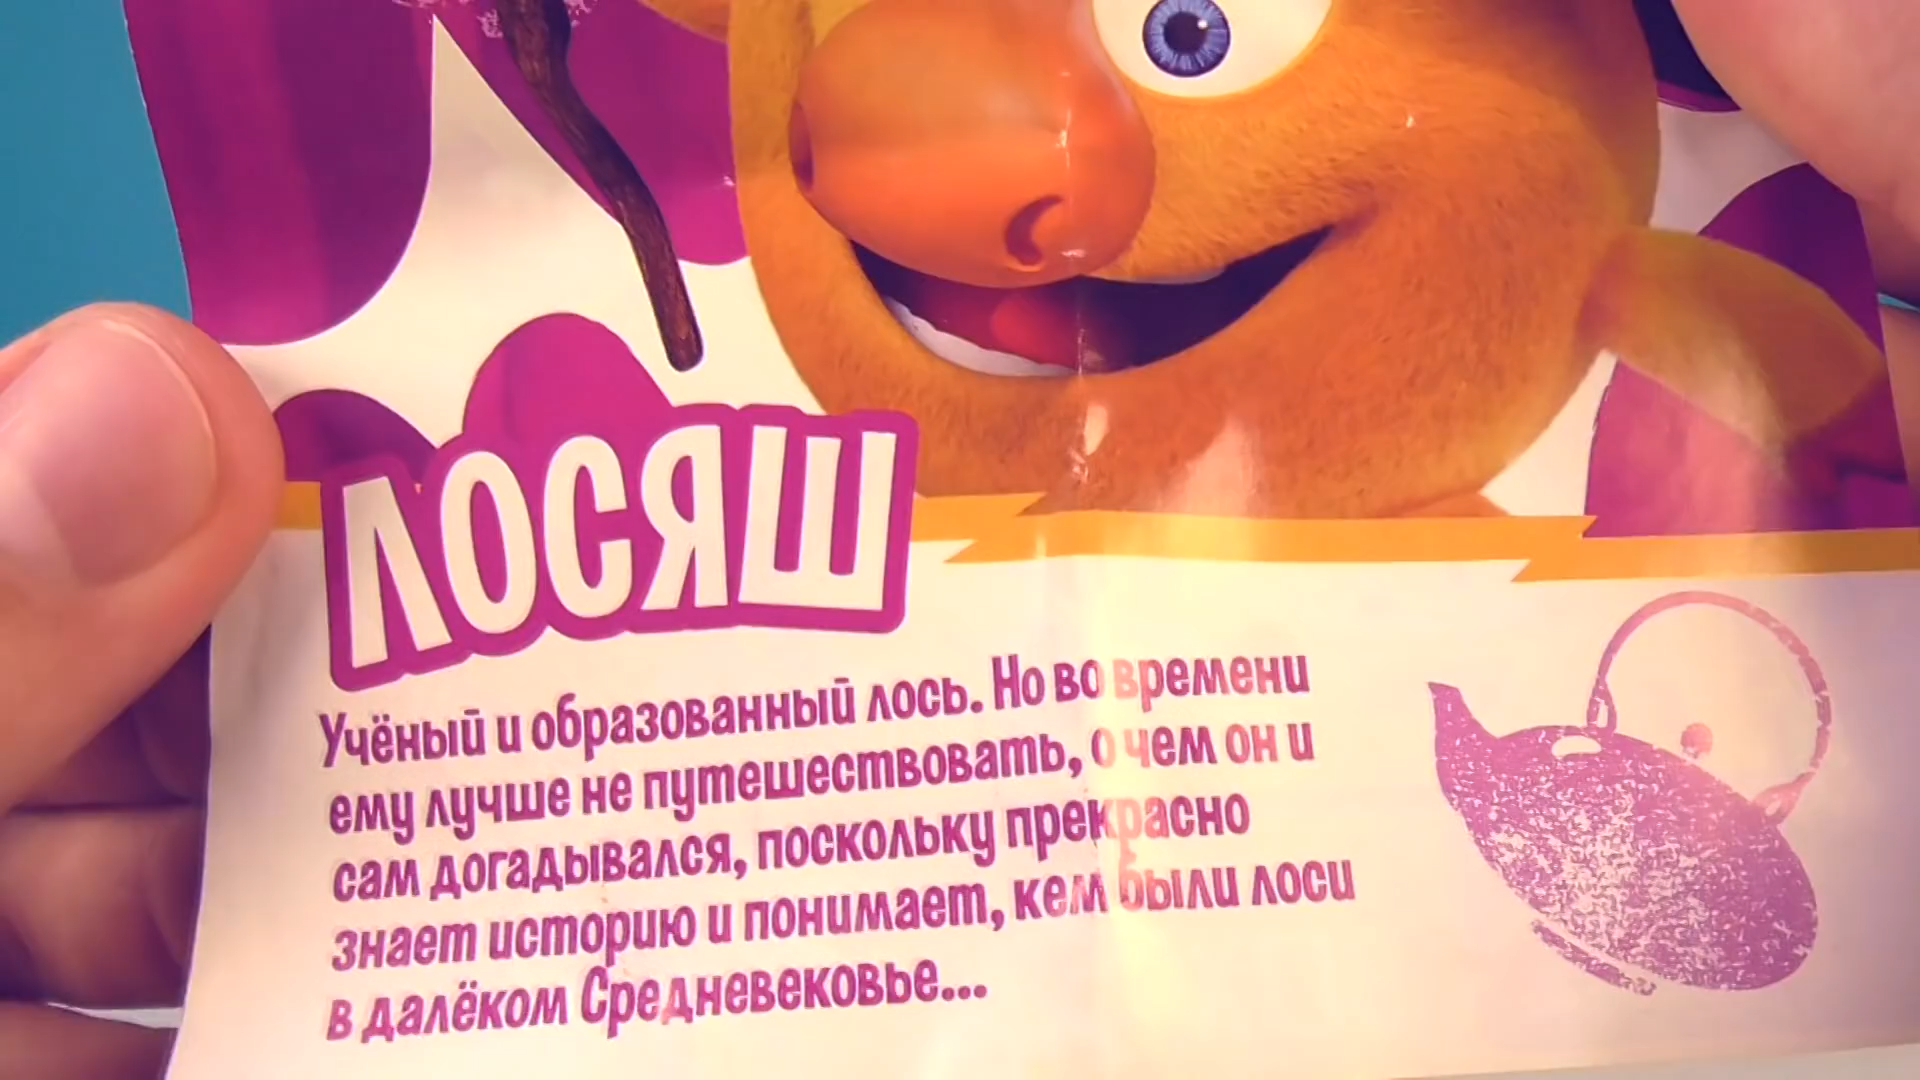 ЛОСЯШ
Учёный и образованный лось. Но во времени
ему лучше не путешествовать, о чем он и
сам догадывался, поскольку прекрасно
знает историю и понимает, кем были лоси
в далёком Средневековье...